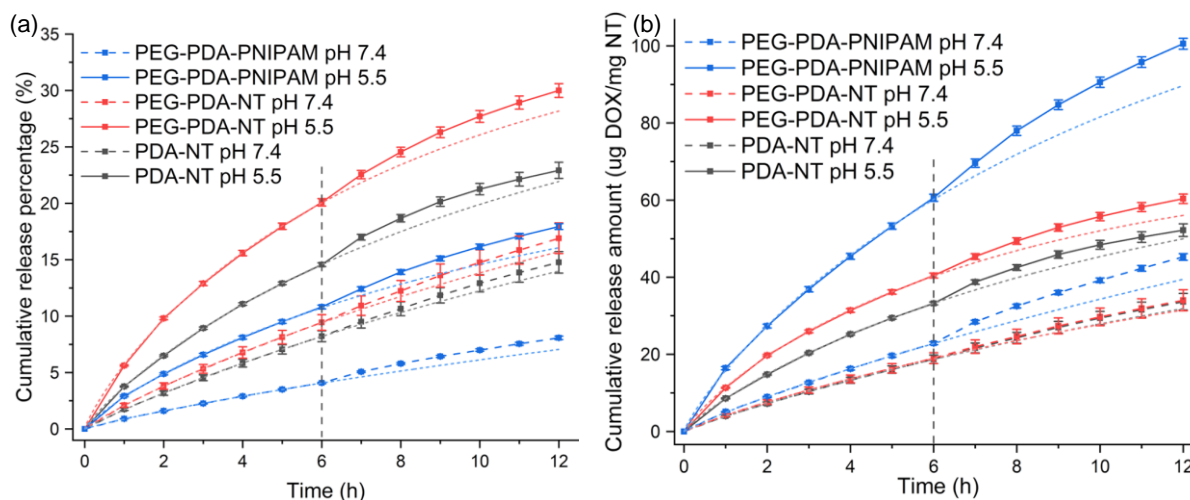 (a)
35
30
25
20
15
10
5
0
Cumulative release percentage (%)
PEG-PDA-PNIPAM pH 7.4
PEG-PDA-PNIPAM pH 5.5
PEG-PDA-NT pH 7.4
PEG-PDA-NT pH 5.5
PDA-NT pH 7.4
PDA-NT pH 5.5
0 2 4 6 8 10 12
Time (h)
(b)
100
80
60
40
20
0
Cumulative release amount (ug DOX/mg NT)
PEG-PDA-PNIPAM pH 7.4
PEG-PDA-PNIPAM pH 5.5
PEG-PDA-NT pH 7.4
PEG-PDA-NT pH 5.5
PDA-NT pH 7.4
PDA-NT pH 5.5
0 2 4 6 8 10 12
Time (h)